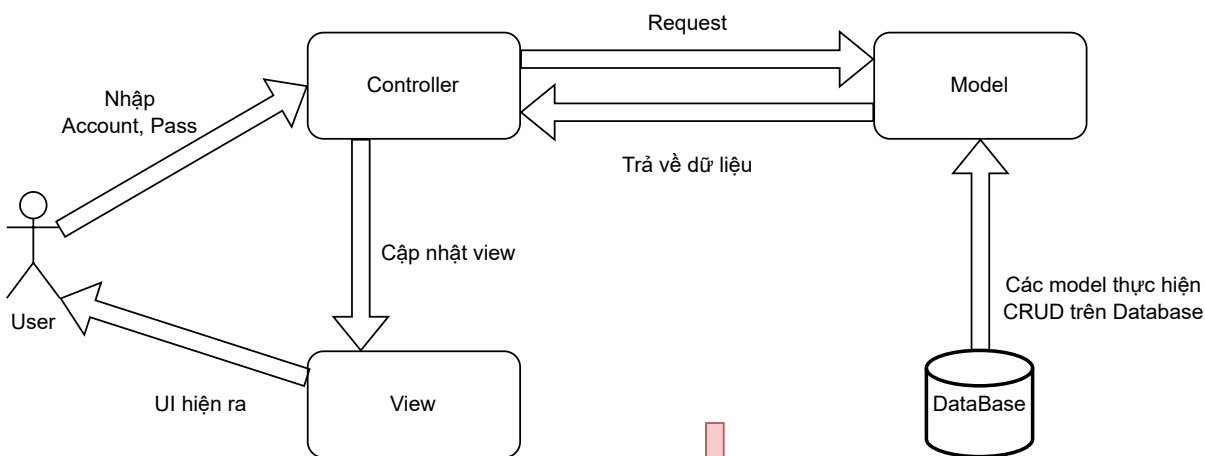 Request
Controller
Model
Nhập
Account, Pass
Trả về dữ liệu
Cập nhật view
User
Các model thực hiện
CRUD trên Database
UI hiện ra
View
DataBase